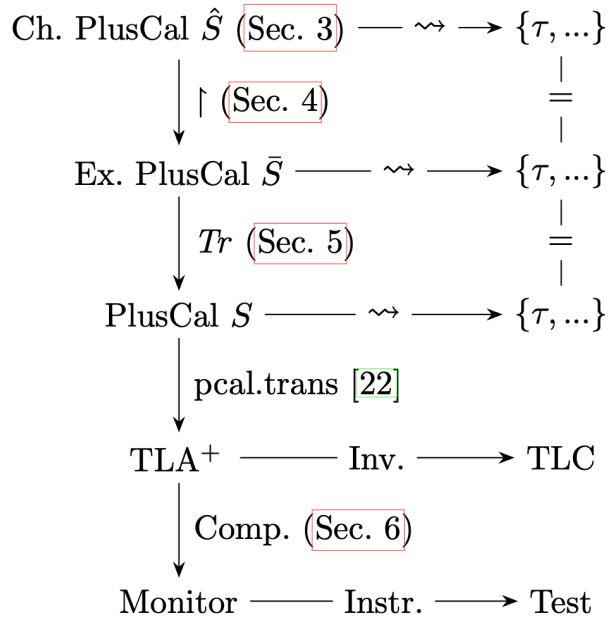 Ch. PlusCal Ŝ (Sec. 3) ⇝ {τ, ...}
↾ (Sec. 4) =
Ex. PlusCal S̄ ⇝ {τ, ...}
Tr (Sec. 5) =
PlusCal S ⇝ {τ, ...}
pcal.trans [22]
TLA⁺ Inv. TLC
Comp. (Sec. 6)
Monitor Instr. Test